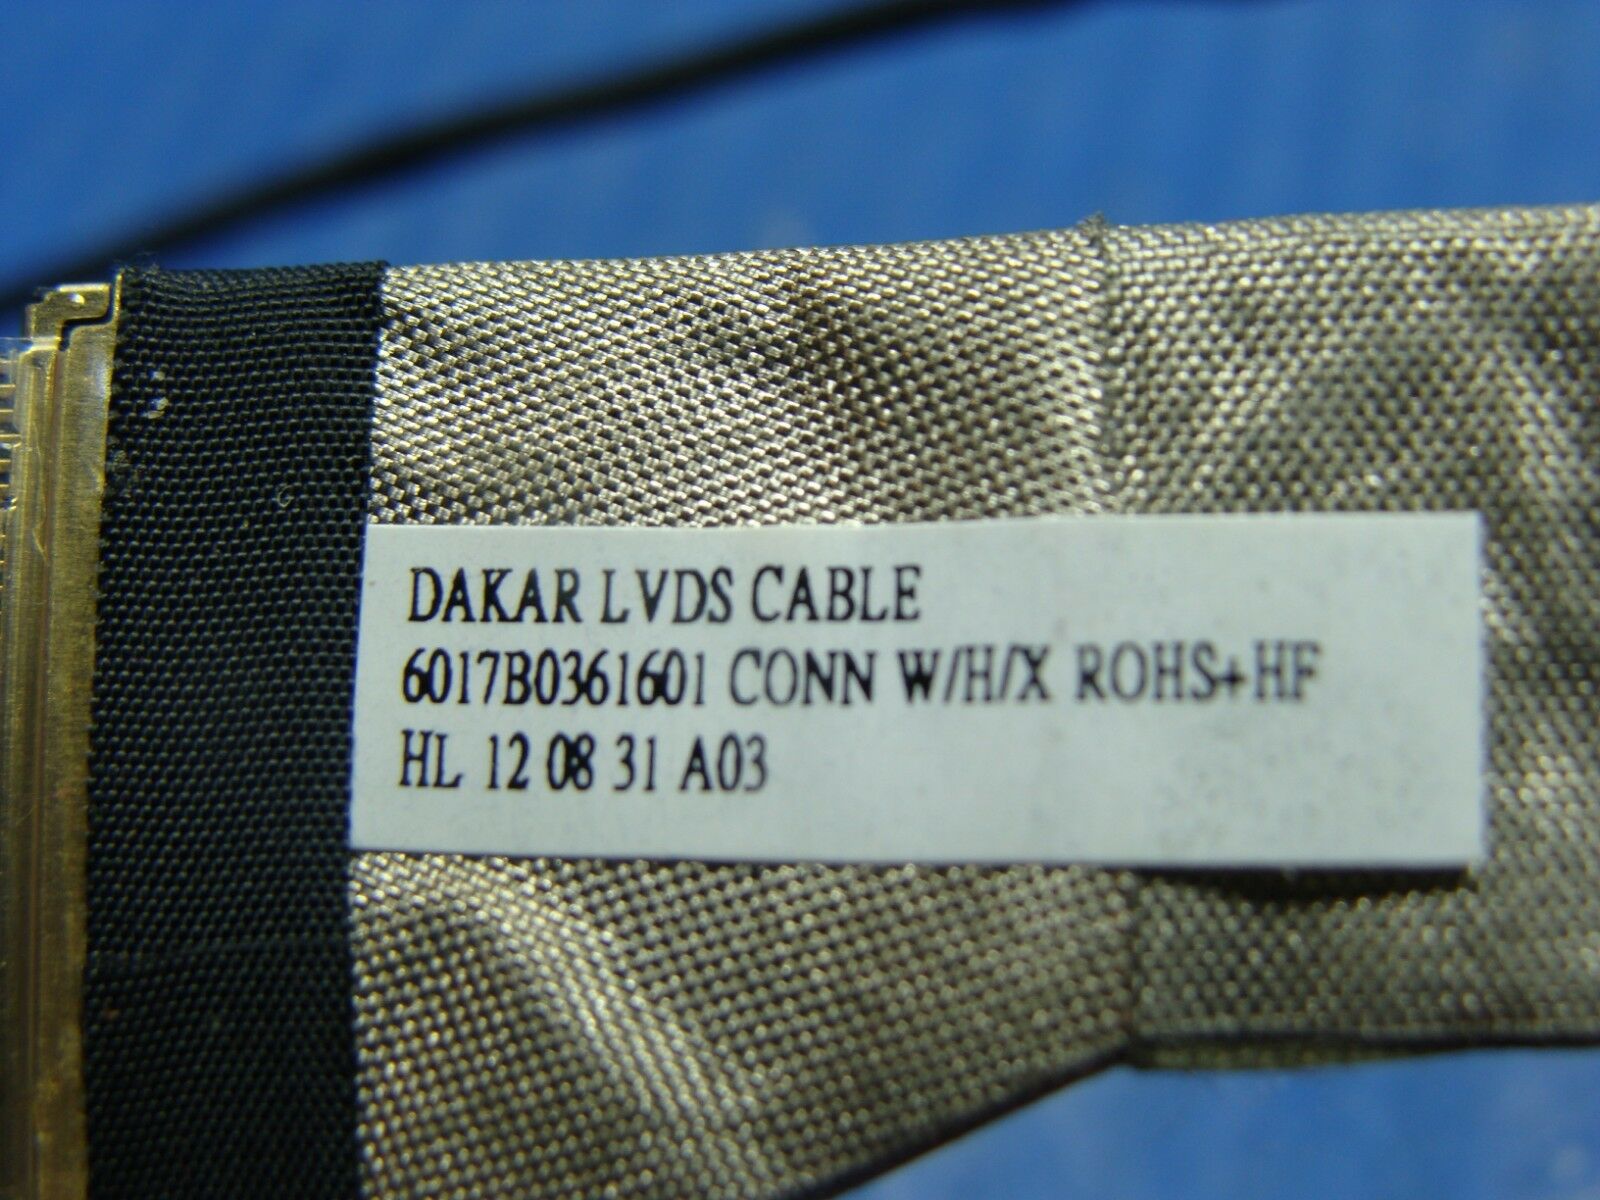 DAKAR LVDS CABLE
6017B0361601 CONN W/H/X ROHS+HF
HL 12 08 31 A03